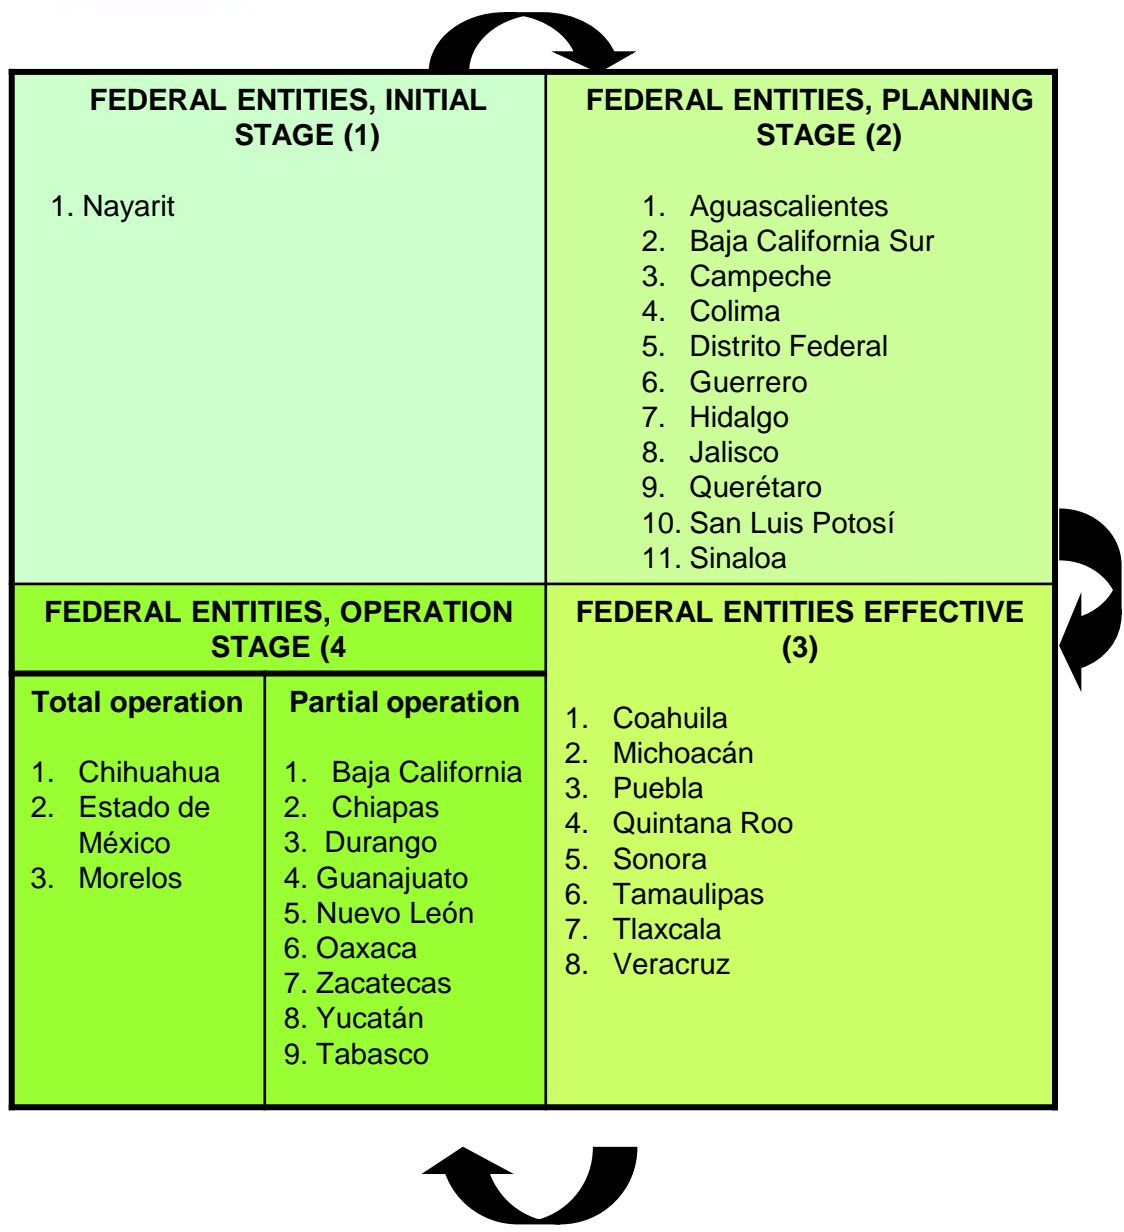 FEDERAL ENTITIES, INITIAL
STAGE (1)
1. Nayarit
FEDERAL ENTITIES, PLANNING
STAGE (2)
1. Aguascalientes
2. Baja California Sur
3. Campeche
4. Colima
5. Distrito Federal
6. Guerrero
7. Hidalgo
8. Jalisco
9. Querétaro
10. San Luis Potosí
11. Sinaloa
FEDERAL ENTITIES, OPERATION
STAGE (4
Total operation
1. Chihuahua
2. Estado de
México
3. Morelos
Partial operation
1. Baja California
2. Chiapas
3. Durango
4. Guanajuato
5. Nuevo León
6. Oaxaca
7. Zacatecas
8. Yucatán
9. Tabasco
FEDERAL ENTITIES EFFECTIVE
(3)
1. Coahuila
2. Michoacán
3. Puebla
4. Quintana Roo
5. Sonora
6. Tamaulipas
7. Tlaxcala
8. Veracruz